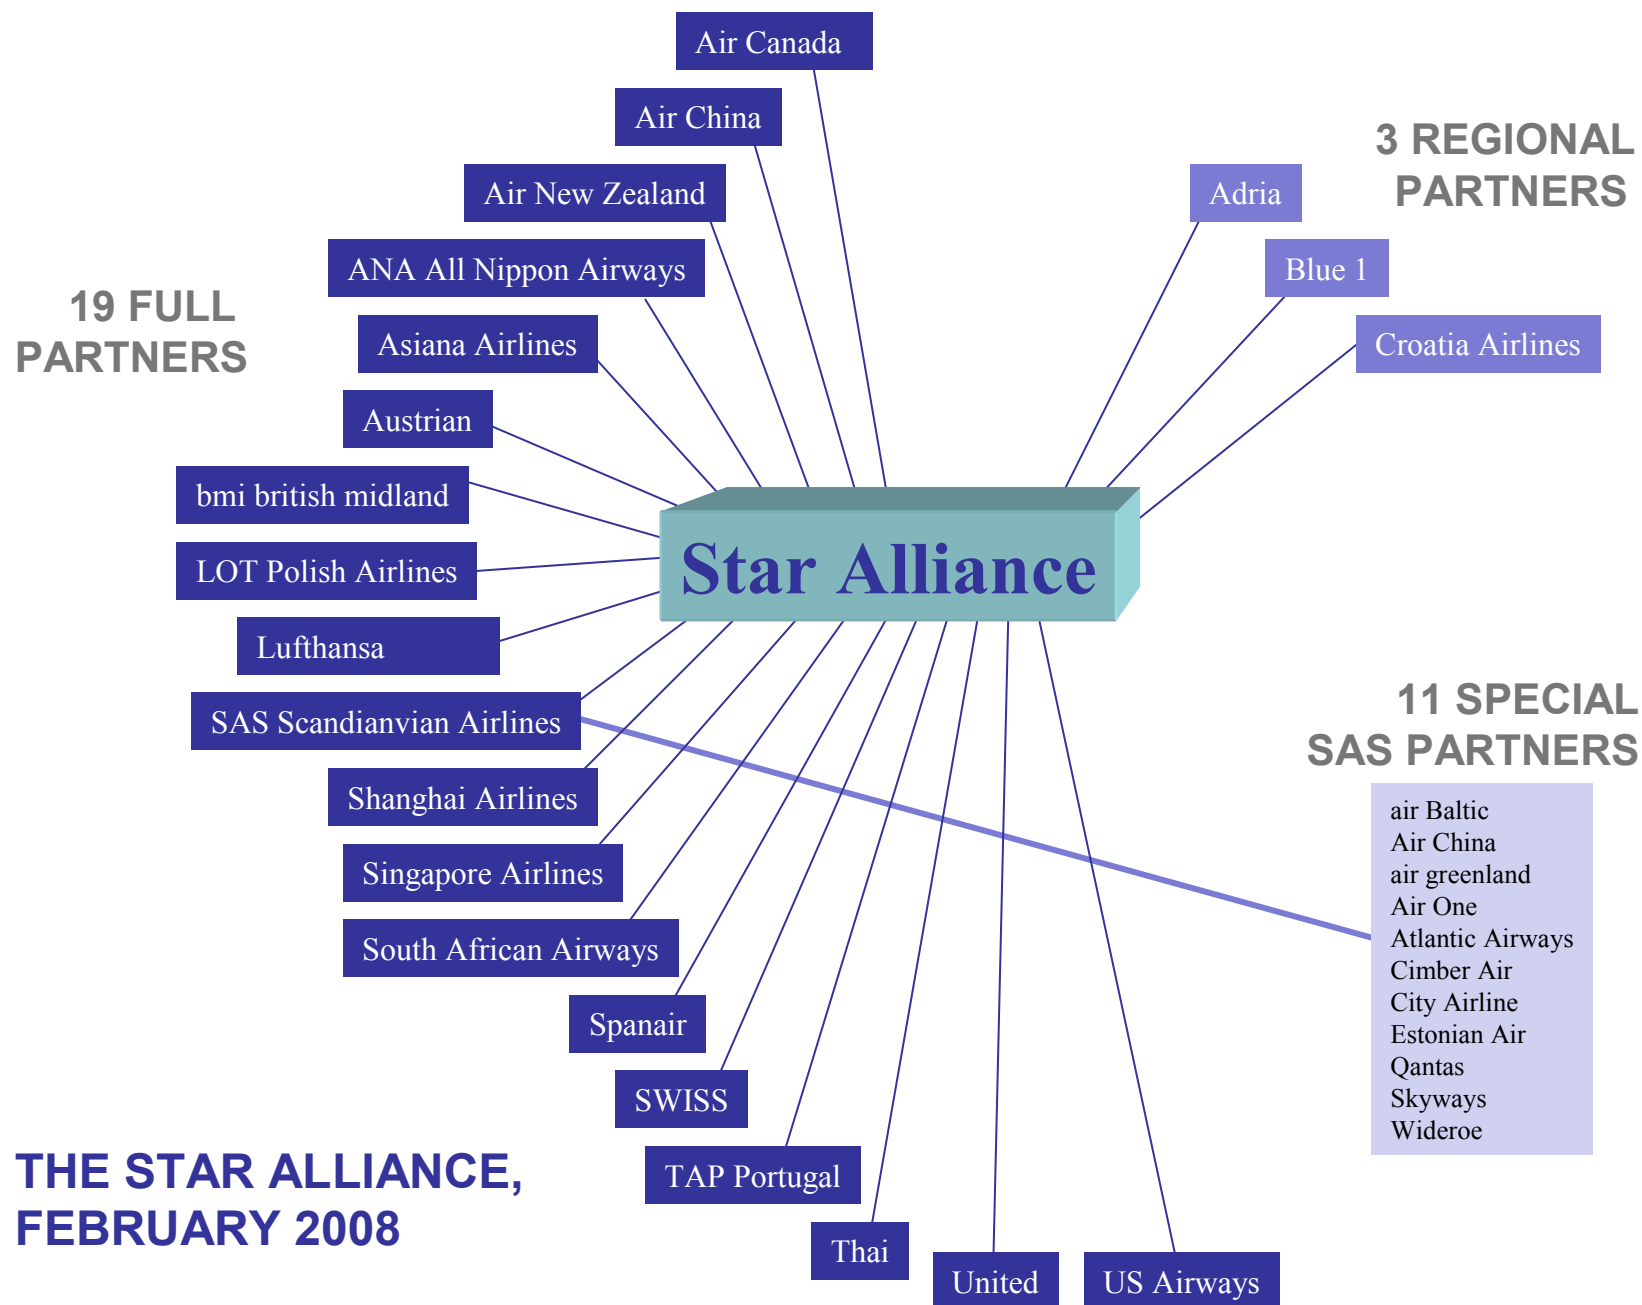 Air Canada
Air China
Air New Zealand
ANA All Nippon Airways
Asiana Airlines
Austrian
bmi british midland
LOT Polish Airlines
Lufthansa
SAS Scandianvian Airlines
Shanghai Airlines
Singapore Airlines
South African Airways
Spanair
SWISS
TAP Portugal
Thai
United
US Airways
19 FULL
PARTNERS
Star Alliance
3 REGIONAL
PARTNERS
Adria
Blue 1
Croatia Airlines
11 SPECIAL
SAS PARTNERS
air Baltic
Air China
air greenland
Air One
Atlantic Airways
Cimber Air
City Airline
Estonian Air
Qantas
Skyways
Wideroe
THE STAR ALLIANCE,
FEBRUARY 2008